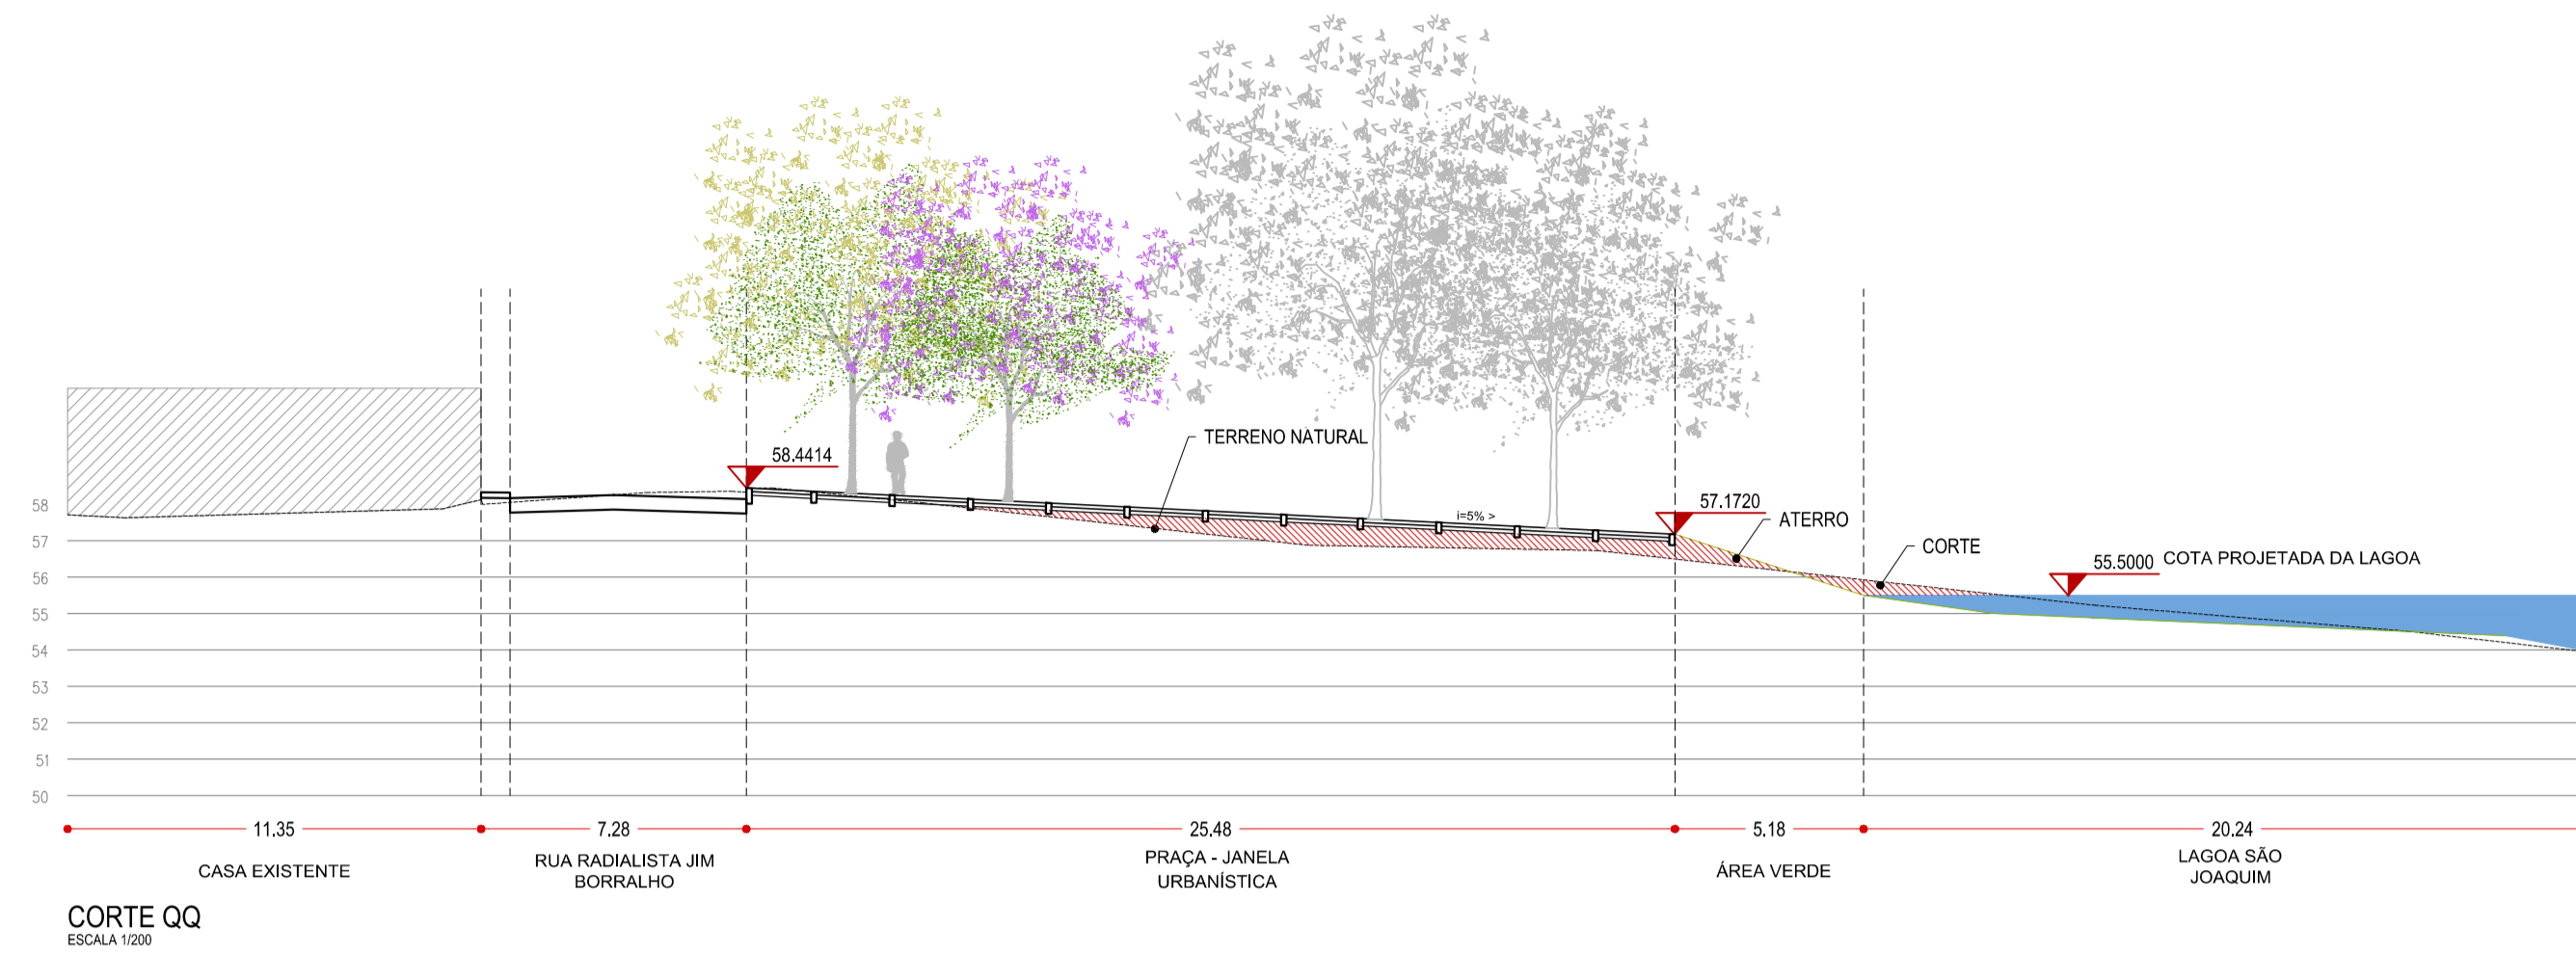 TERRENO NATURAL
58.4414
57.1720
i=5% >
ATERRO
CORTE
55.5000 COTA PROJETADA DA LAGOA
58
57
56
55
54
53
52
51
50
11.35
7.28
25.48
5.18
20.24
CASA EXISTENTE
RUA RADIALISTA JIM
BORRALHO
PRAÇA - JANELA
URBANÍSTICA
ÁREA VERDE
LAGOA SÃO
JOAQUIM
CORTE QQ
ESCALA 1/200